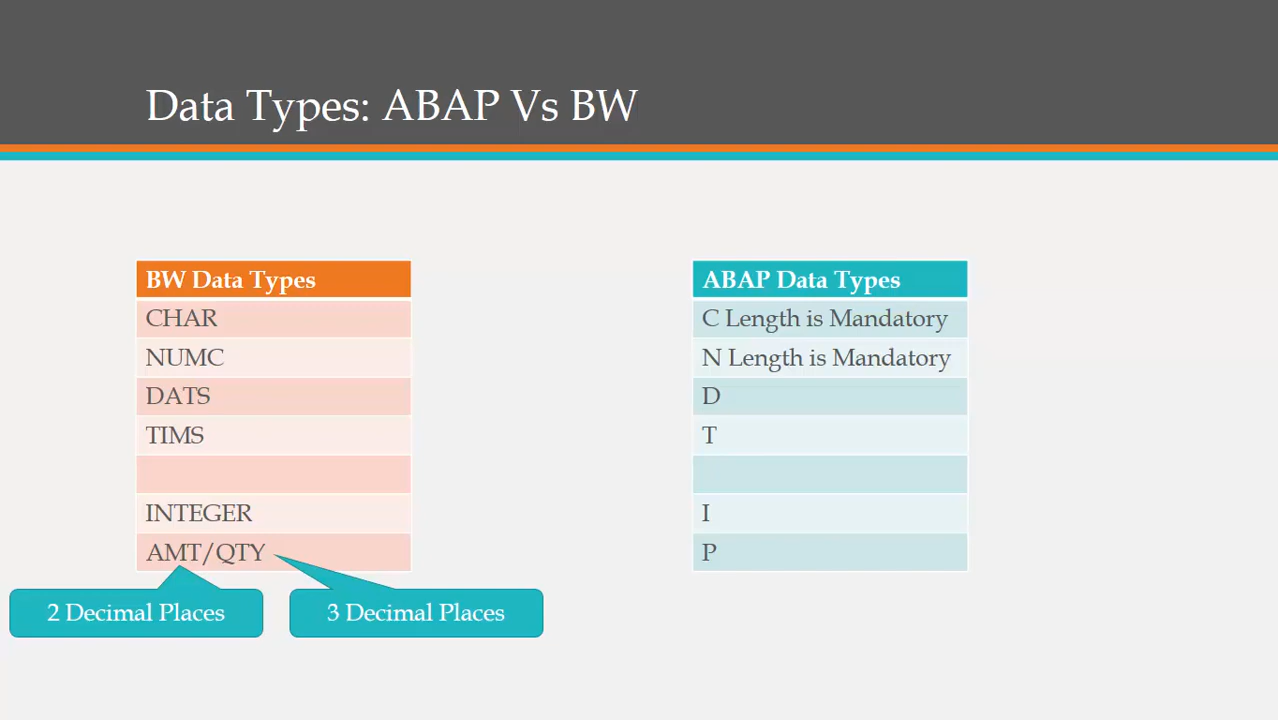 Data Types: ABAP Vs BW
BW Data Types
CHAR
NUMC
DATS
TIMS
INTEGER
AMT/QTY
2 Decimal Places
3 Decimal Places
ABAP Data Types
C Length is Mandatory
N Length is Mandatory
D
T
I
P